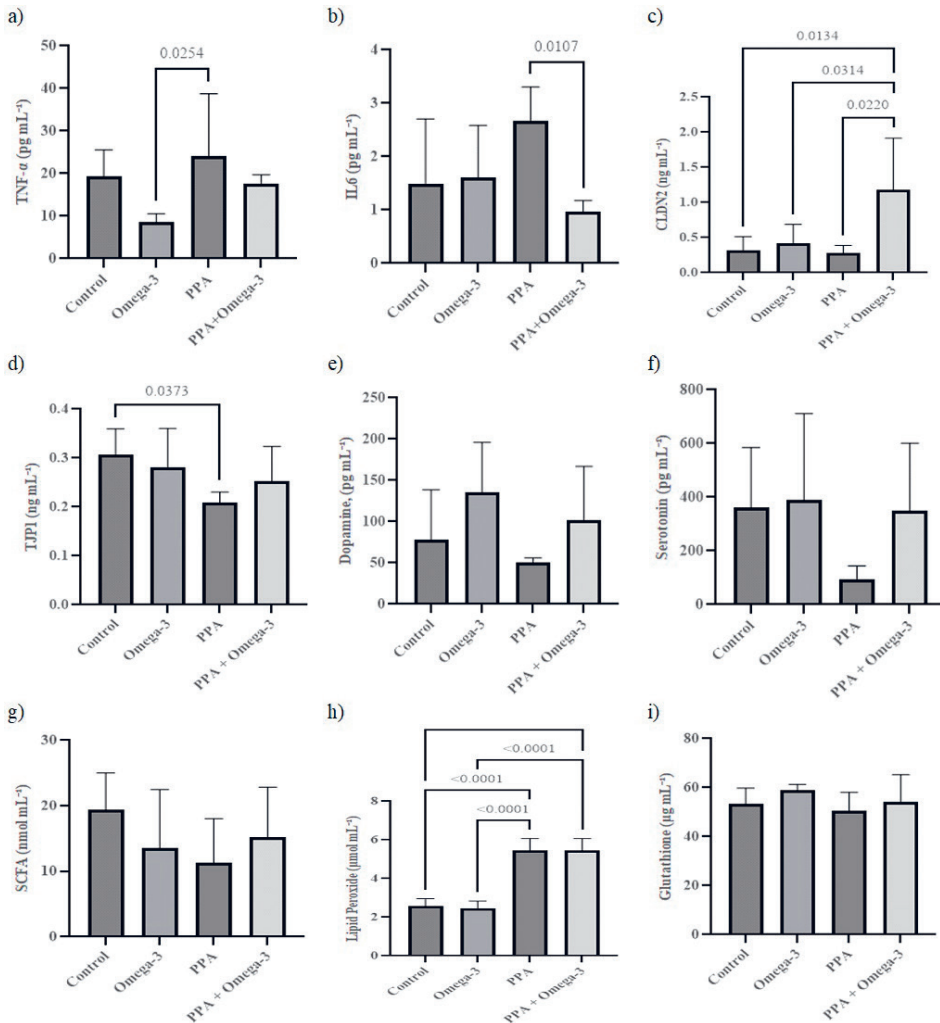 a)
TNF-α (pg mL⁻¹)
50
40
30
20
10
0
0.0254
Control
Omega-3
PPA
PPA+Omega-3
b)
IL6 (pg mL⁻¹)
4
3
2
1
0
0.0107
Control
Omega-3
PPA
PPA+Omega-3
c)
CLDN2 (ng mL⁻¹)
2.5
2.0
1.5
1.0
0.5
0.0
0.0134
0.0314
0.0220
Control
Omega-3
PPA
PPA + Omega-3
d)
TJP1 (ng mL⁻¹)
0.4
0.3
0.2
0.1
0.0
0.0373
Control
Omega-3
PPA
PPA + Omega-3
e)
Dopamine, (pg mL⁻¹)
250
200
150
100
50
0
Control
Omega-3
PPA
PPA + Omega-3
f)
Serotonin (pg mL⁻¹)
800
600
400
200
0
Control
Omega-3
PPA
PPA + Omega-3
g)
SCFA (nmol mL⁻¹)
30
20
10
0
Control
Omega-3
PPA
PPA + Omega-3
h)
Lipid Peroxide (μmol mL⁻¹)
8
6
4
2
0
<0.0001
<0.0001
<0.0001
Control
Omega-3
PPA
PPA + Omega-3
i)
Glutathione (μg mL⁻¹)
80
60
40
20
0
Control
Omega-3
PPA
PPA + Omega-3